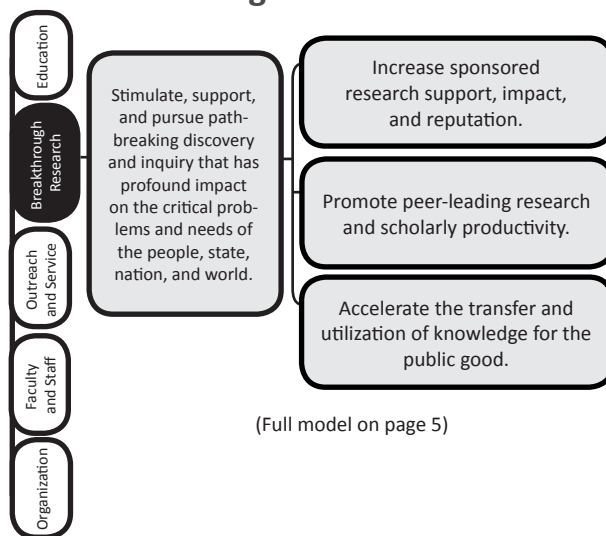 Education
Breakthrough
Research
Outreach
and Service
Faculty
and Staff
Organization
Stimulate, support,
and pursue path-
breaking discovery
and inquiry that has
profound impact
on the critical prob-
lems and needs of
the people, state,
nation, and world.
Increase sponsored
research support, impact,
and reputation.
Promote peer-leading research
and scholarly productivity.
Accelerate the transfer and
utilization of knowledge for the
public good.
(Full model on page 5)